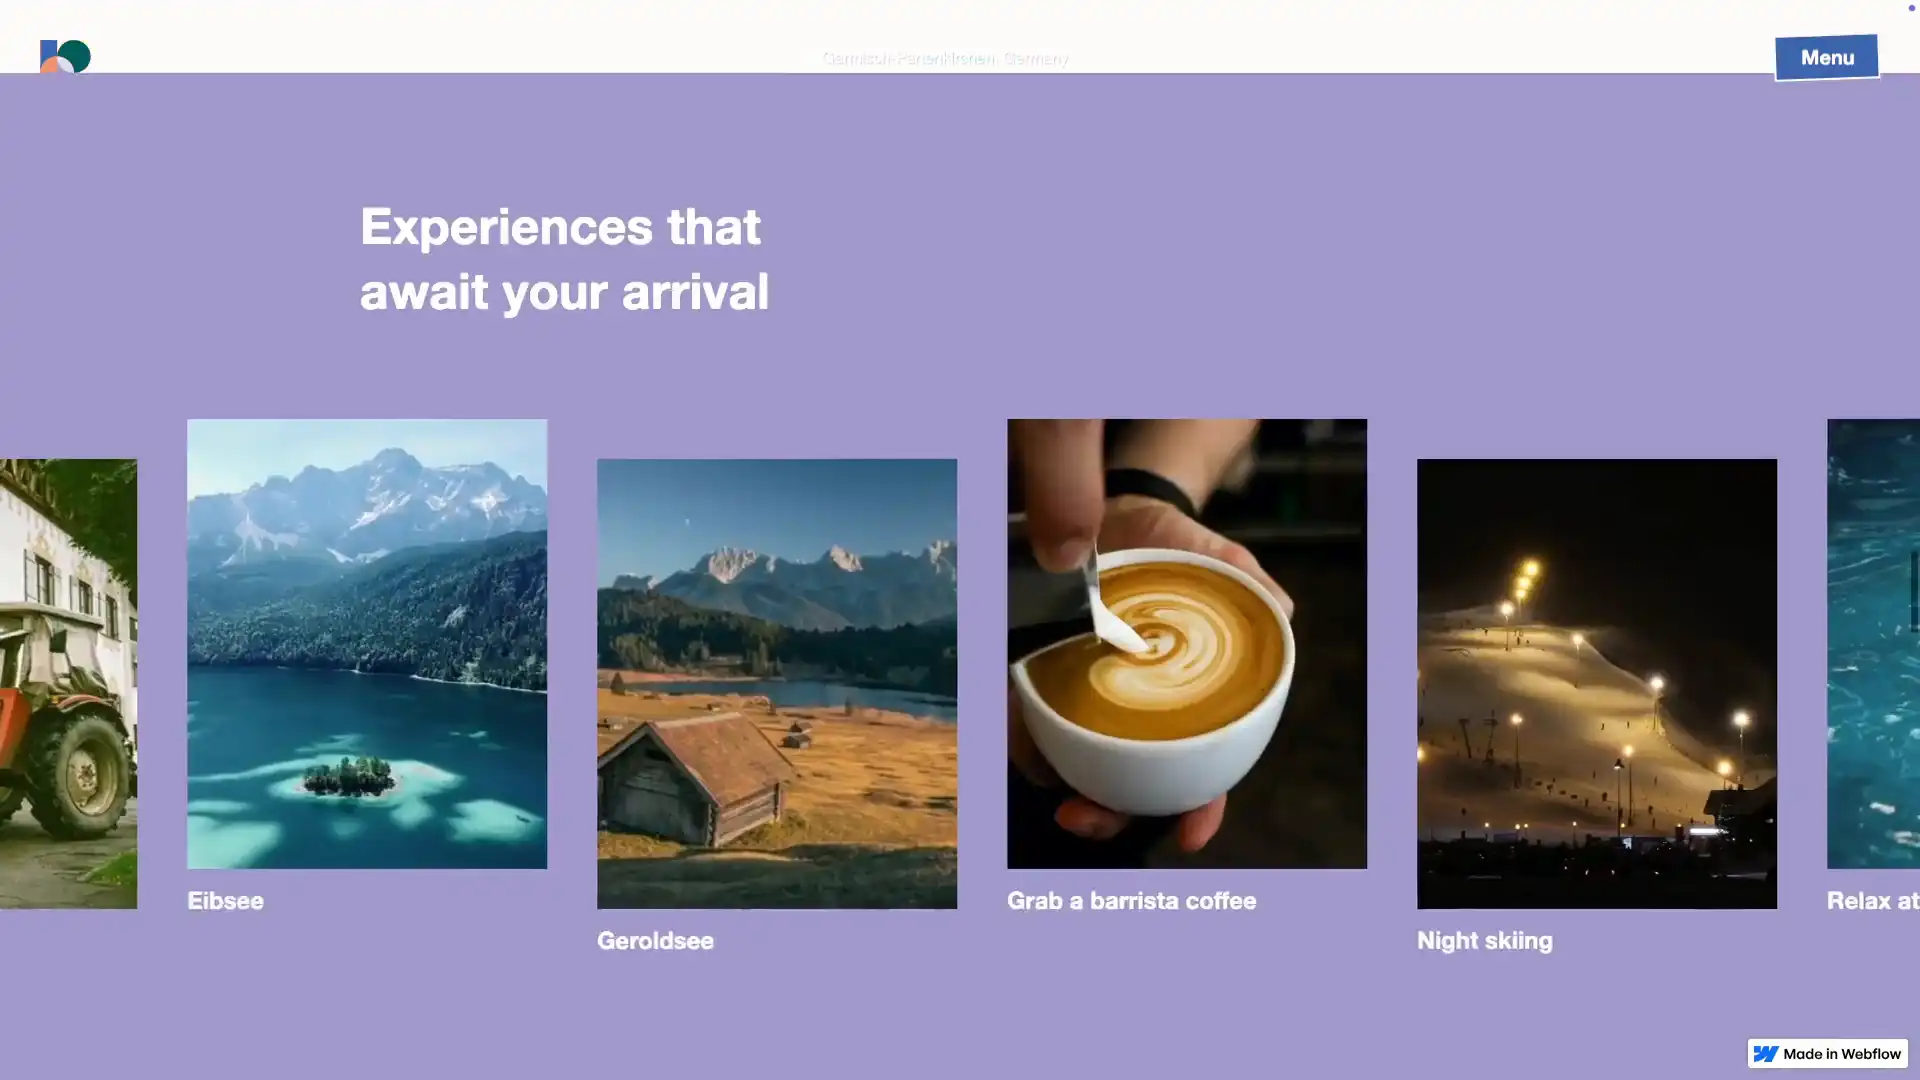 Garmisch-Partenkirchen, Germany
Menu
Experiences that
await your arrival
Eibsee
Geroldsee
Grab a barrista coffee
Night skiing
Relax at
Made in Webflow